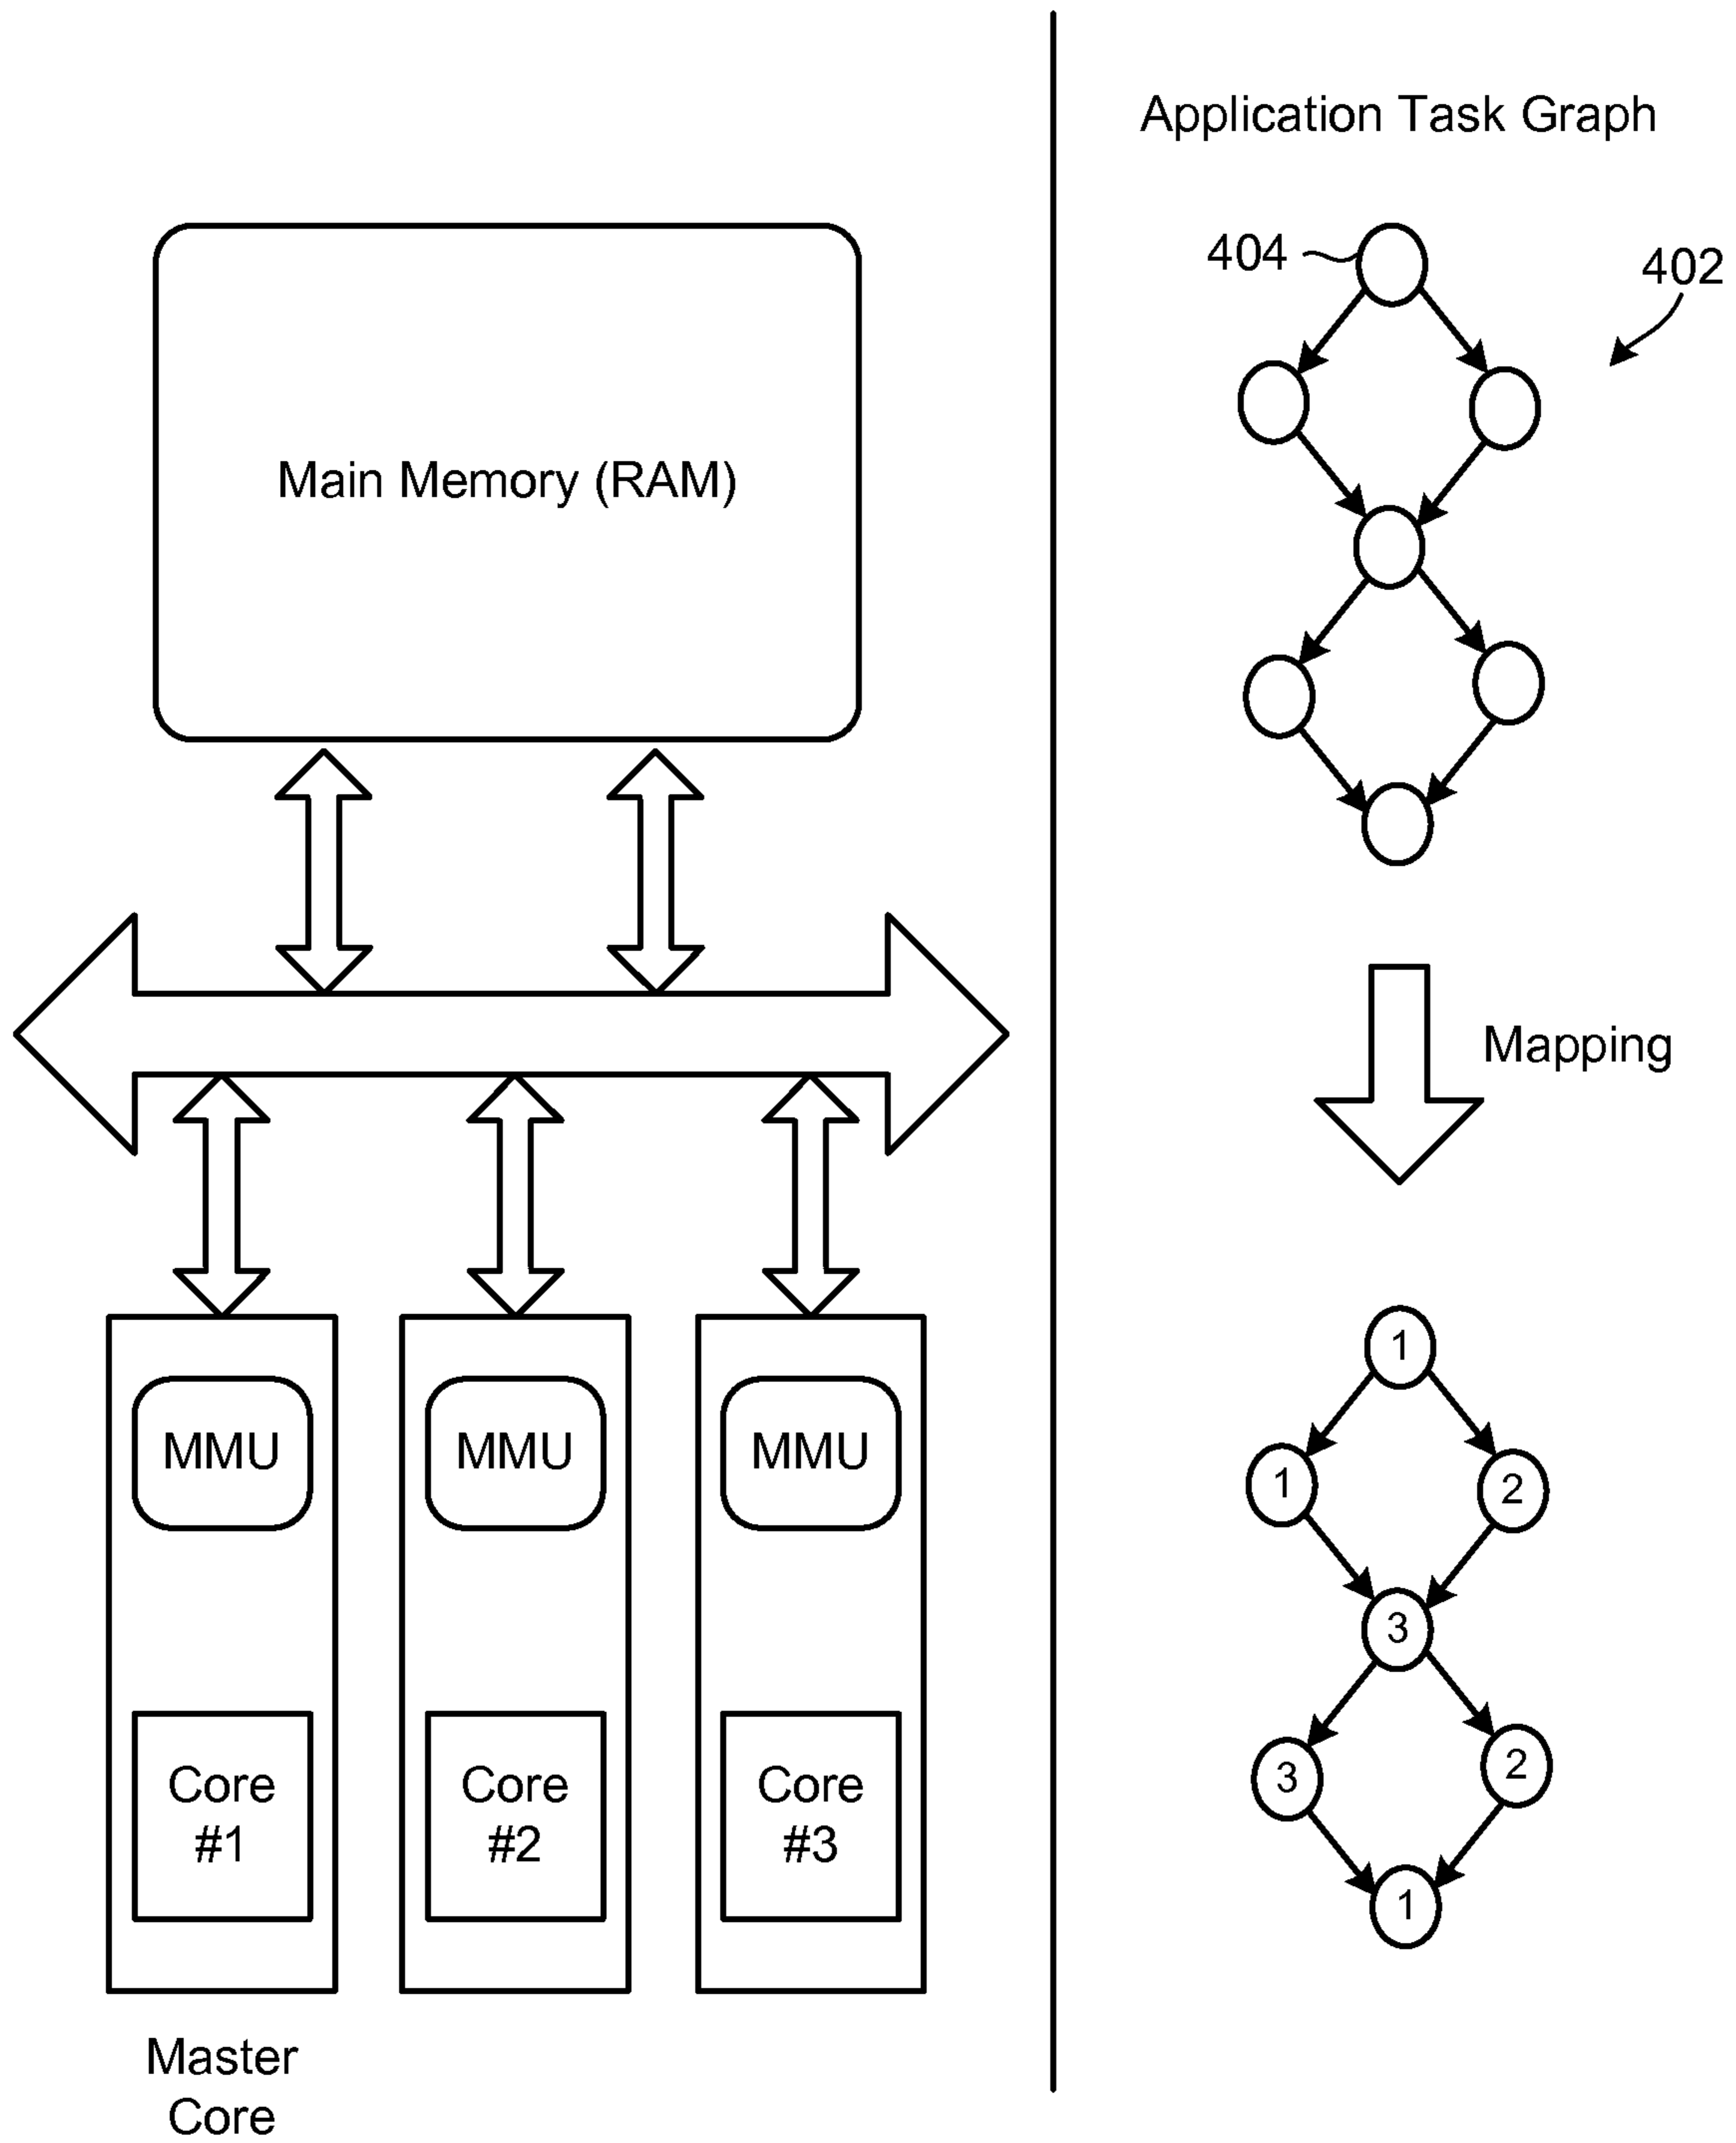 Application Task Graph
404
402
Main Memory (RAM)
Mapping
1
1
2
3
3
2
1
MMU
MMU
MMU
Core
#1
Core
#2
Core
#3
Master
Core